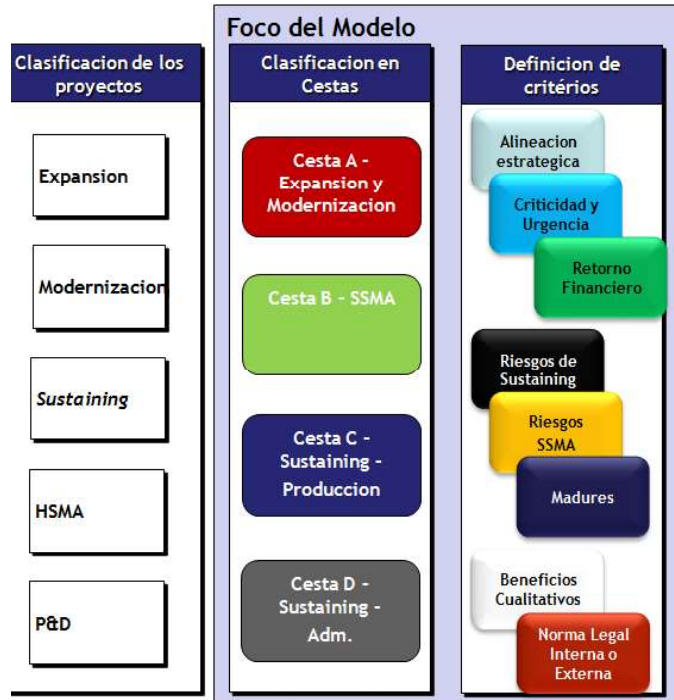 Foco del Modelo
Clasificacion de los
proyectos
Expansion
Modernizacion
Sustaining
HSMA
P&D
Clasificacion en
Cestas
Cesta A –
Expansion y
Modernizacion
Cesta B – SSMA
Cesta C –
Sustaining –
Produccion
Cesta D –
Sustaining –
Adm.
Definicion de
critérios
Alineacion
estrategica
Criticidad y
Urgencia
Retorno
Financiero
Riesgos de
Sustaining
Riesgos
SSMA
Madures
Beneficios
Cualitativos
Norma Legal
Interna o
Externa